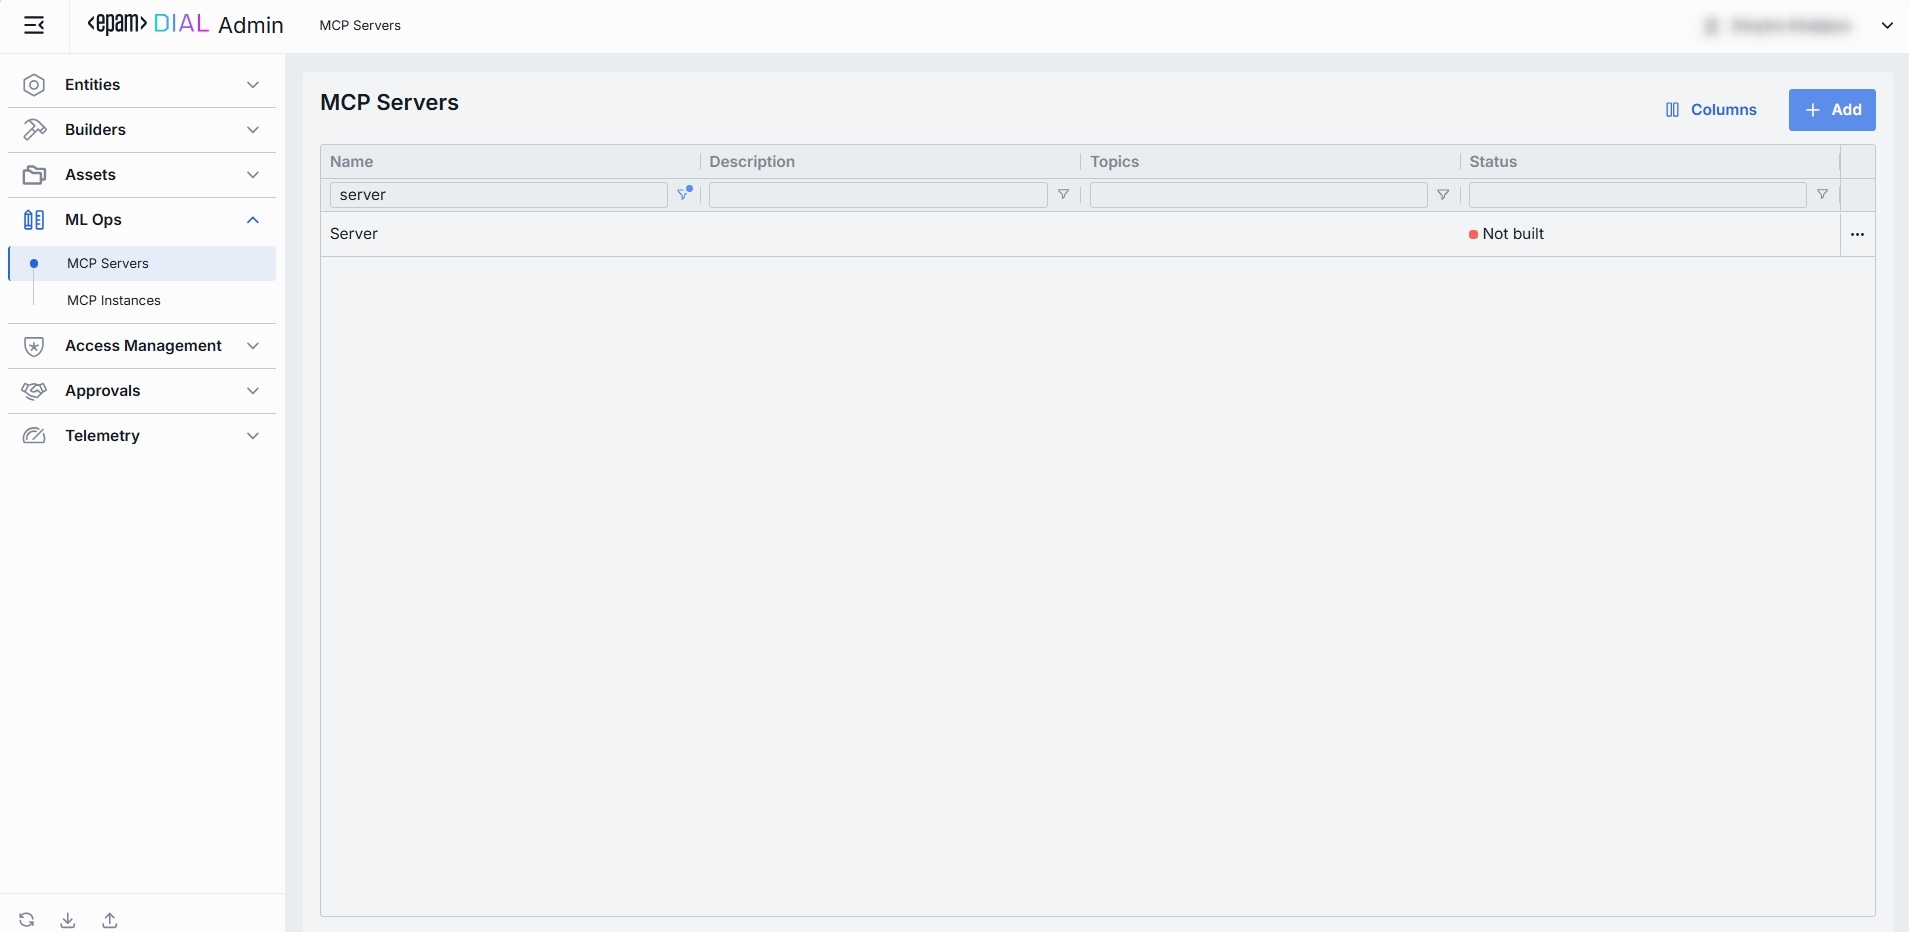 <epam> DIAL Admin
MCP Servers
Entities
Builders
Assets
ML Ops
MCP Servers
MCP Instances
Access Management
Approvals
Telemetry
MCP Servers
Columns
+ Add
Name Description Topics Status
server
Server Not built